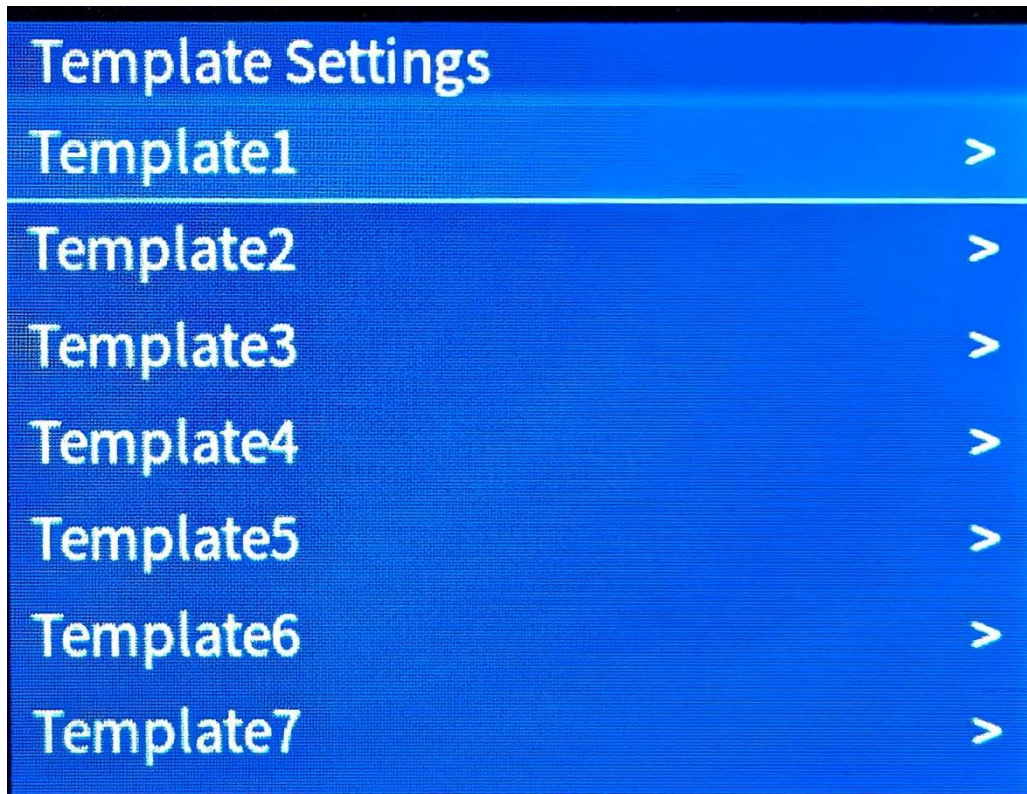 Template Settings
Template1 >
Template2 >
Template3 >
Template4 >
Template5 >
Template6 >
Template7 >